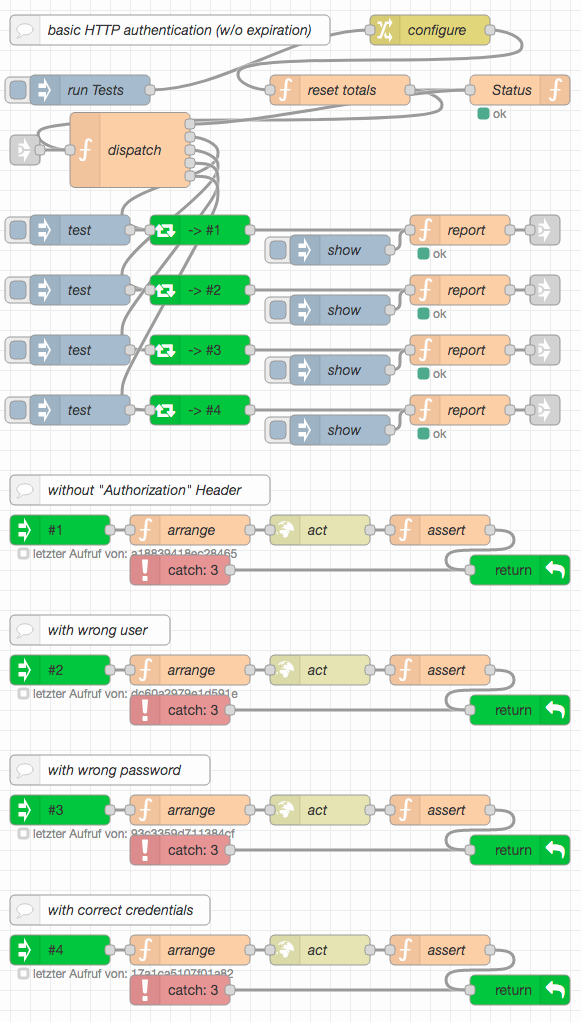 basic HTTP authentication (w/o expiration)
configure
run Tests
reset totals
Status
ok
dispatch
test
-> #1
report
show
ok
test
-> #2
report
show
ok
test
-> #3
report
show
ok
test
-> #4
report
show
ok
without "Authorization" Header
#1
arrange
act
assert
letzter Aufruf von: a18839418ec28465
catch: 3
return
with wrong user
#2
arrange
act
assert
letzter Aufruf von: dc60a2979e1d591e
catch: 3
return
with wrong password
#3
arrange
act
assert
letzter Aufruf von: 93c3359d711384cf
catch: 3
return
with correct credentials
#4
arrange
act
assert
letzter Aufruf von: 17a1ca5107f01a82
catch: 3
return